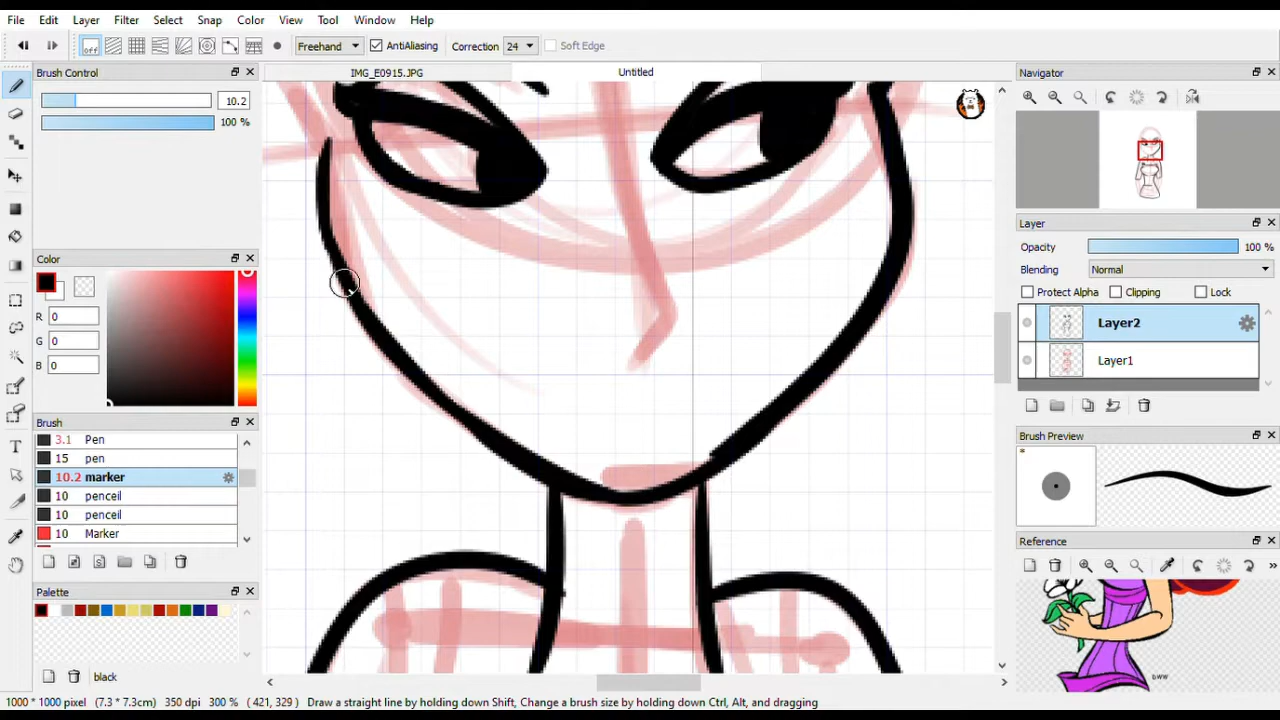 File Edit Layer Filter Select Snap Color View Tool Window Help
off Freehand AntiAliasing Correction 24 Soft Edge
Brush Control
10.2
100 %
Color
R 0
G 0
B 0
Brush
3.1 Pen
15 pen
10.2 marker
10 penceil
10 penceil
10 Marker
Palette
black
IMG_E0915.JPG Untitled
Navigator
Layer
Opacity 100 %
Blending Normal
Protect Alpha Clipping Lock
Layer2
Layer1
Brush Preview
*
Reference
»
1000 * 1000 pixel (7.3 * 7.3cm) 350 dpi 300 % ( 421, 329 ) Draw a straight line by holding down Shift, Change a brush size by holding down Ctrl, Alt, and dragging